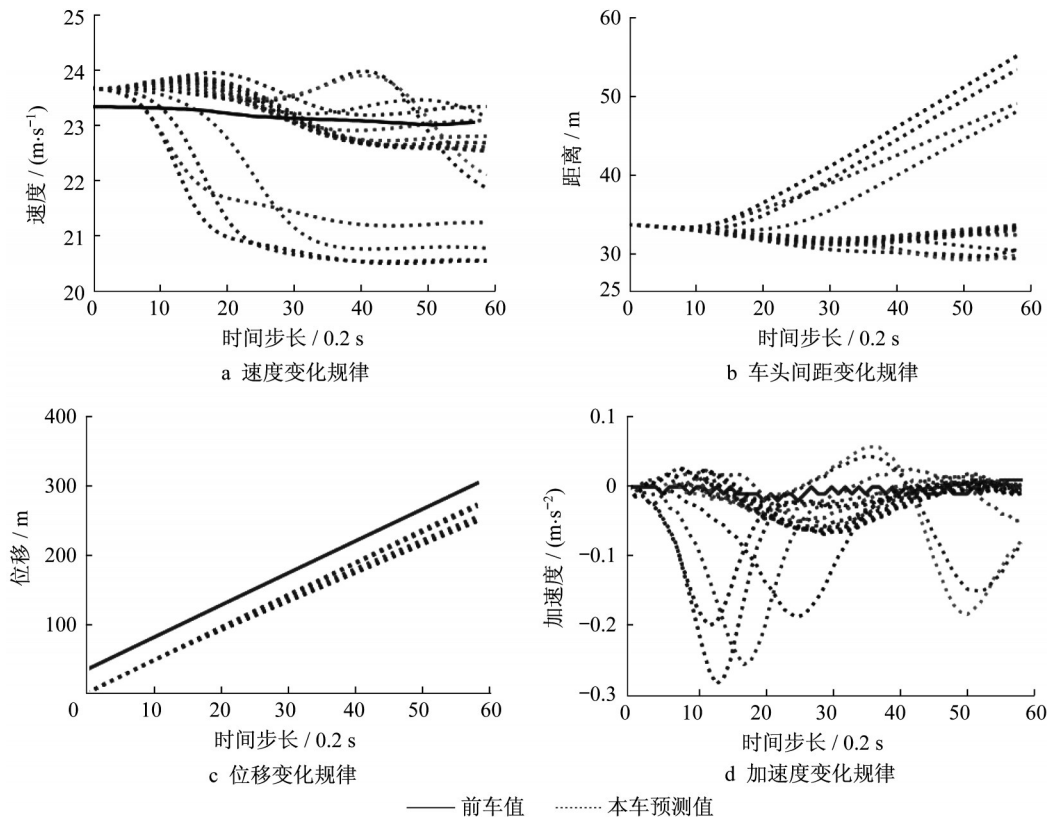 25
24
23
22
21
20
速度 / (m·s⁻¹)
0 10 20 30 40 50 60
时间步长 / 0.2 s
a 速度变化规律
60
50
40
30
25
距离 / m
0 10 20 30 40 50 60
时间步长 / 0.2 s
b 车头间距变化规律
400
300
200
100
位移 / m
0 10 20 30 40 50 60
时间步长 / 0.2 s
c 位移变化规律
0.1
0
−0.1
−0.2
−0.3
加速度 / (m·s⁻²)
0 10 20 30 40 50 60
时间步长 / 0.2 s
d 加速度变化规律
前车值 本车预测值